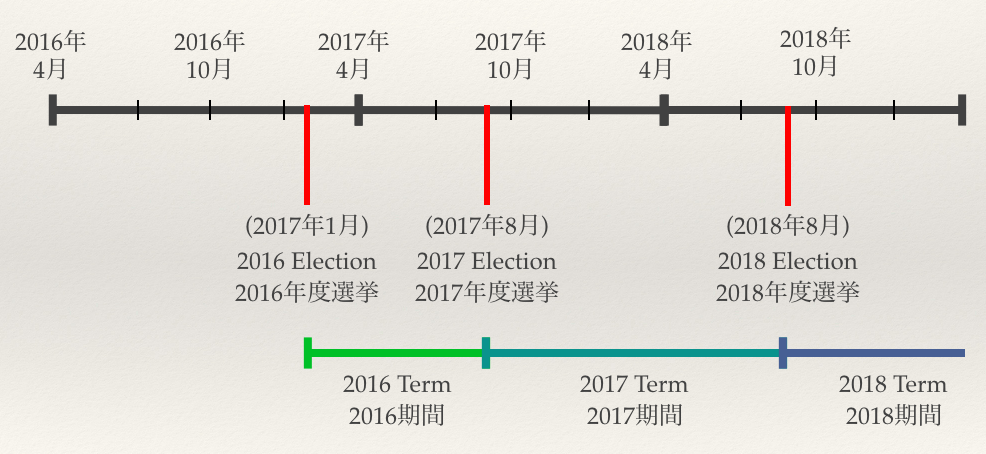 2016年
4月
2016年
10月
2017年
4月
2017年
10月
2018年
4月
2018年
10月
(2017年1月)
2016 Election
2016年度選挙
(2017年8月)
2017 Election
2017年度選挙
(2018年8月)
2018 Election
2018年度選挙
2016 Term
2016期間
2017 Term
2017期間
2018 Term
2018期間